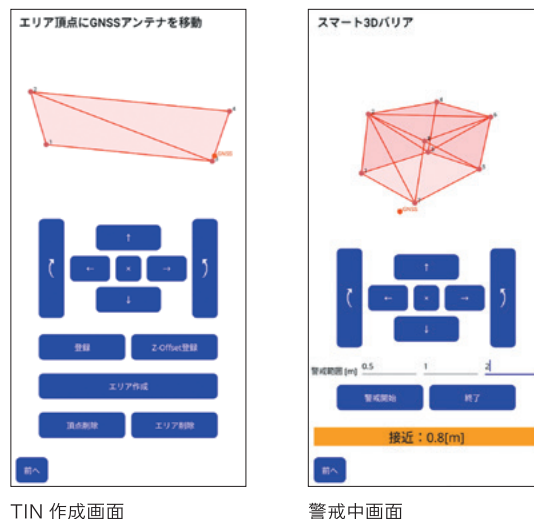 エリア頂点にGNSSアンテナを移動
2
4
1
3
GNSS
↑
← × →
↓
登録
Z-Offset登録
エリア作成
頂点削除
エリア削除
前へ
TIN 作成画面
スマート3Dバリア
GNSS
↑
← × →
↓
警戒範囲 [m] 0.5 1 2
警戒開始
終了
接近：0.8[m]
前へ
警戒中画面